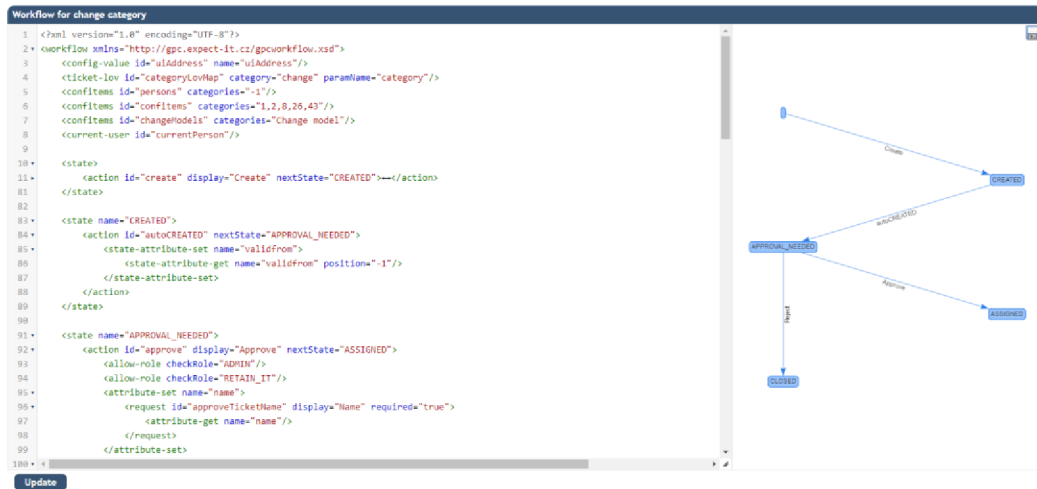 Workflow for change category
1 <?xml version="1.0" encoding="UTF-8"?>
2 <workflow xmlns="http://gpc.expect-it.cz/gpcworkflow.xsd">
3 <config-value id="uiAddress" name="uiAddress"/>
4 <ticket-lov id="categoryLovMap" category="change" paramName="category"/>
5 <confitems id="persons" categories="-1"/>
6 <confitems id="confitems" categories="1,2,8,26,43"/>
7 <confitems id="changeModels" categories="Change model"/>
8 <current-user id="currentPerson"/>
9
10 <state>
11 <action id="create" display="Create" nextState="CREATED">↔</action>
81 </state>
82
83 <state name="CREATED">
84 <action id="autoCREATED" nextState="APPROVAL_NEEDED">
85 <state-attribute-set name="validfrom">
86 <state-attribute-get name="validfrom" position="-1"/>
87 </state-attribute-set>
88 </action>
89 </state>
90
91 <state name="APPROVAL_NEEDED">
92 <action id="approve" display="Approve" nextState="ASSIGNED">
93 <allow-role checkRole="ADMIN"/>
94 <allow-role checkRole="RETAIN_IT"/>
95 <attribute-set name="name">
96 <request id="approveTicketName" display="Name" required="true">
97 <attribute-get name="name"/>
98 </request>
99 </attribute-set>
100
Update
Create
CREATED
autoCREATED
APPROVAL_NEEDED
Approve
Reject
ASSIGNED
CLOSED